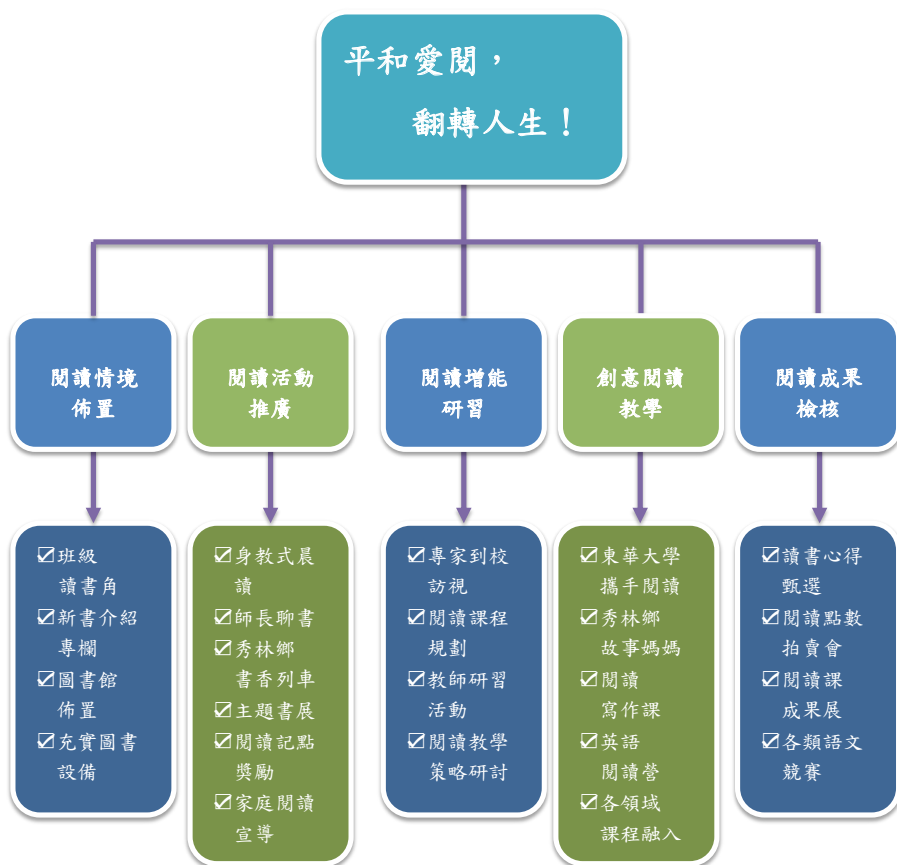 平和愛閱，
翻轉人生！
閱讀情境
佈置
閱讀活動
推廣
閱讀增能
研習
創意閱讀
教學
閱讀成果
檢核
☑班級
讀書角
☑新書介紹
專欄
☑圖書館
佈置
☑充實圖書
設備
☑身教式晨
讀
☑師長聊書
☑秀林鄉
書香列車
☑主題書展
☑閱讀記點
獎勵
☑家庭閱讀
宣導
☑專家到校
訪視
☑閱讀課程
規劃
☑教師研習
活動
☑閱讀教學
策略研討
☑東華大學
攜手閱讀
☑秀林鄉
故事媽媽
☑閱讀
寫作課
☑英語
閱讀營
☑各領域
課程融入
☑讀書心得
甄選
☑閱讀點數
拍賣會
☑閱讀課
成果展
☑各類語文
競賽